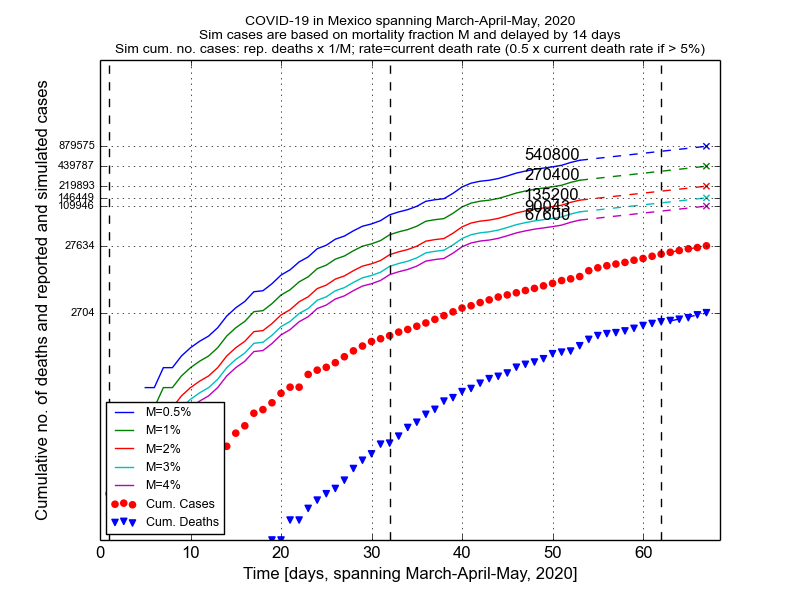 COVID-19 in Mexico spanning March-April-May, 2020
Sim cases are based on mortality fraction M and delayed by 14 days
Sim cum. no. cases: rep. deaths x 1/M; rate=current death rate (0.5 x current death rate if > 5%)
Cumulative no. of deaths and reported and simulated cases
879575
439787
219893
146449
109946
27634
2704
540800
270400
135200
67600
M=0.5%
M=1%
M=2%
M=3%
M=4%
Cum. Cases
Cum. Deaths
0 10 20 30 40 50 60
Time [days, spanning March-April-May, 2020]